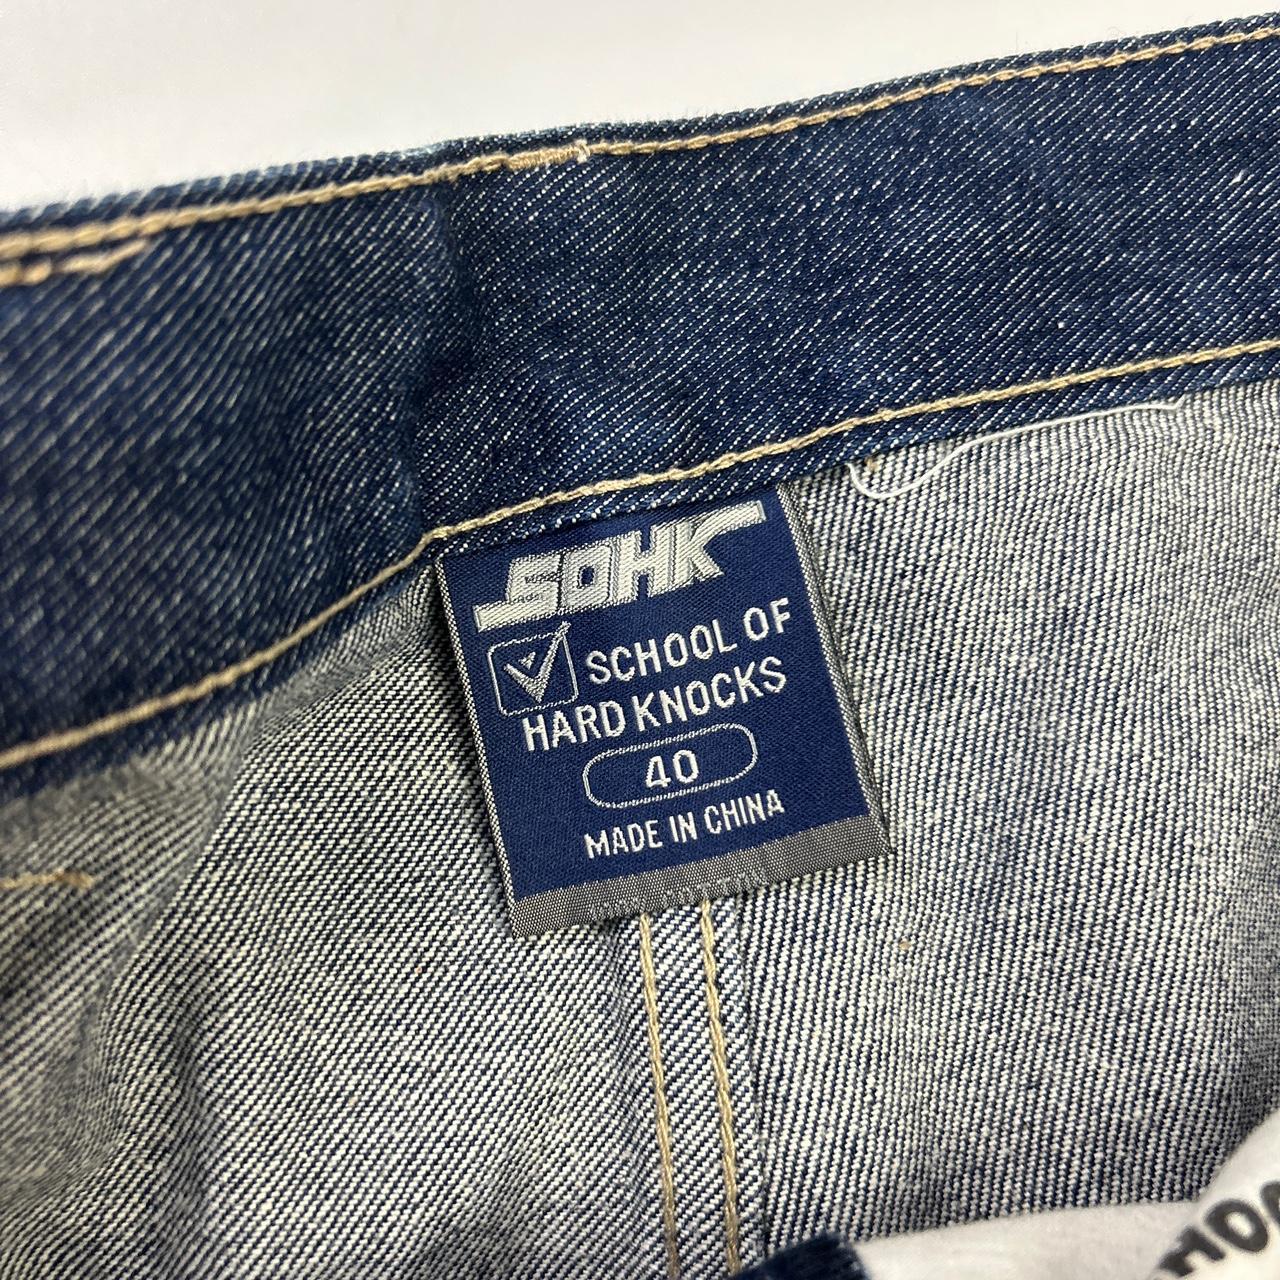 SOHK
SCHOOL OF
HARD KNOCKS
40
MADE IN CHINA